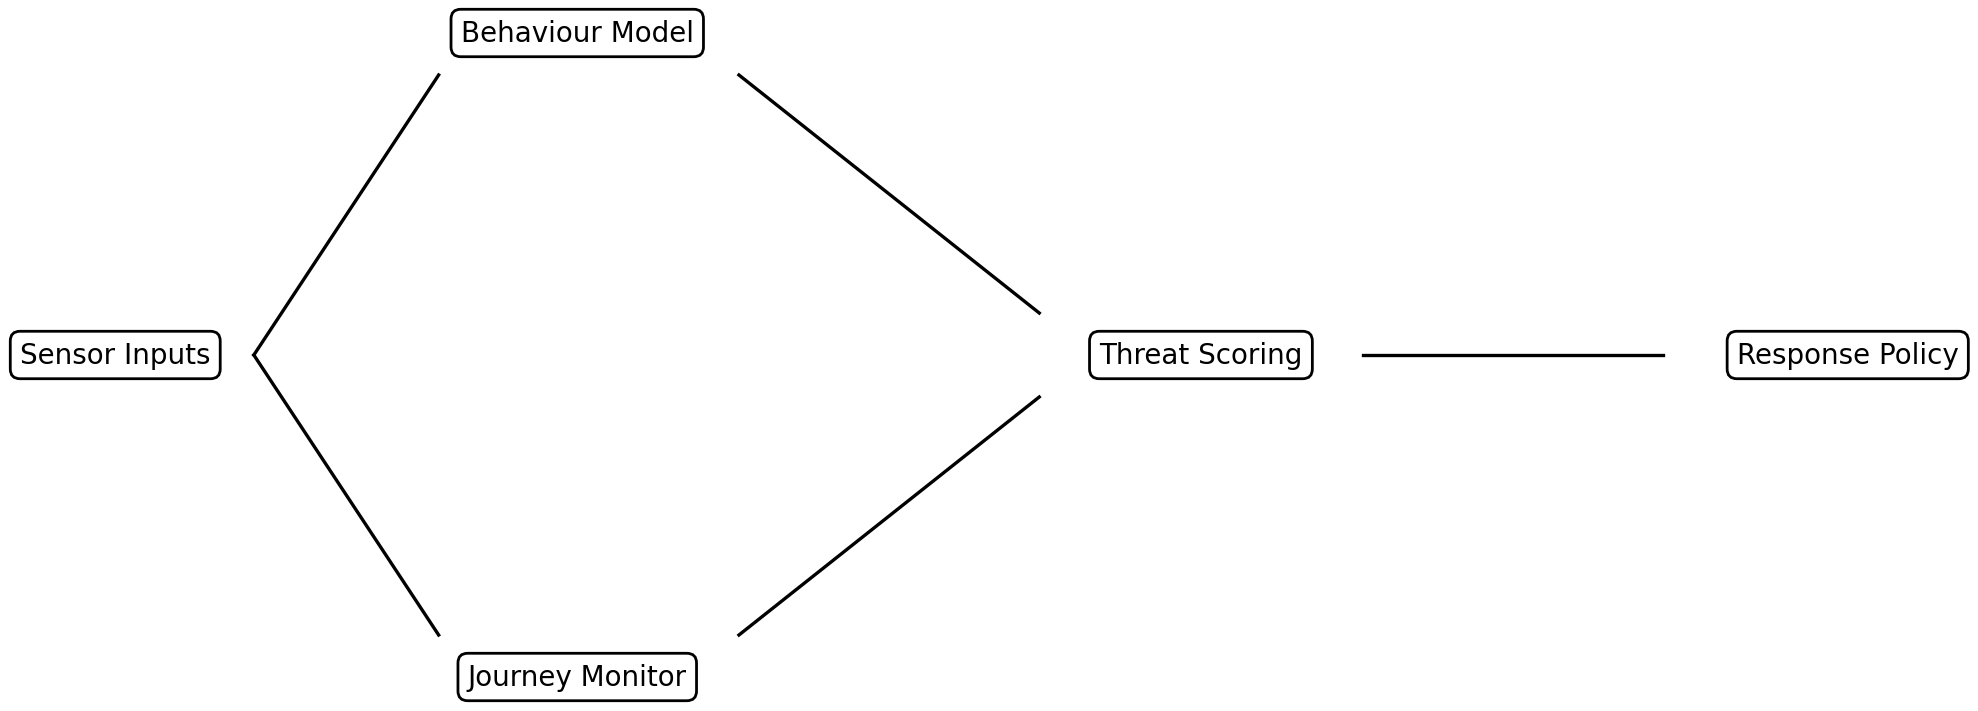 Behaviour Model
Sensor Inputs
Threat Scoring
Response Policy
Journey Monitor